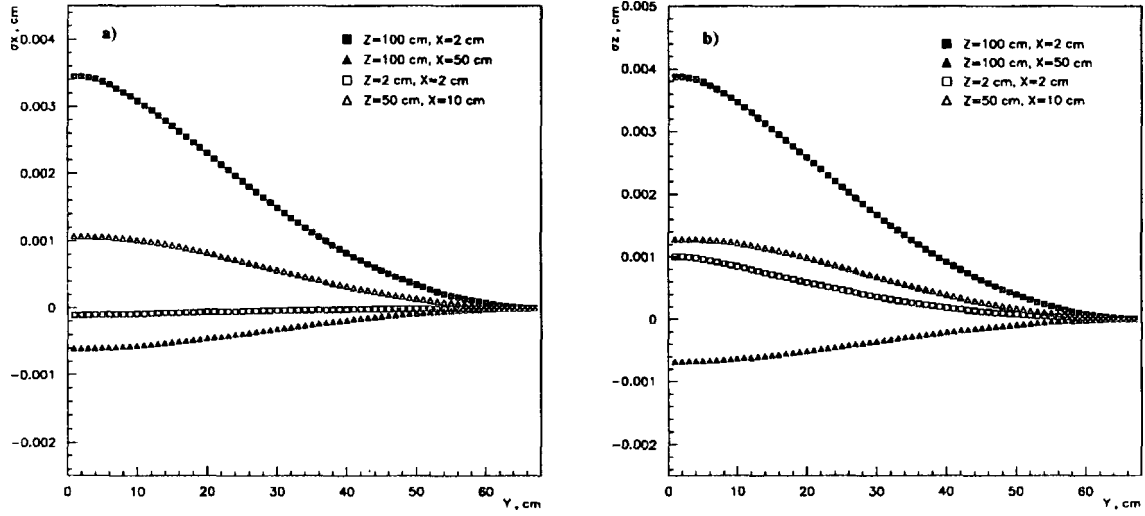 σx, cm
a)
Z=100 cm, X=2 cm
Z=100 cm, X=50 cm
Z=2 cm, X=2 cm
Z=50 cm, X=10 cm
0.004
0.003
0.002
0.001
0
-0.001
-0.002
0 10 20 30 40 50 60
Y, cm
σz, cm
b)
Z=100 cm, X=2 cm
Z=100 cm, X=50 cm
Z=2 cm, X=2 cm
Z=50 cm, X=10 cm
0.005
0.004
0.003
0.002
0.001
0
-0.001
-0.002
0 10 20 30 40 50 60
Y, cm